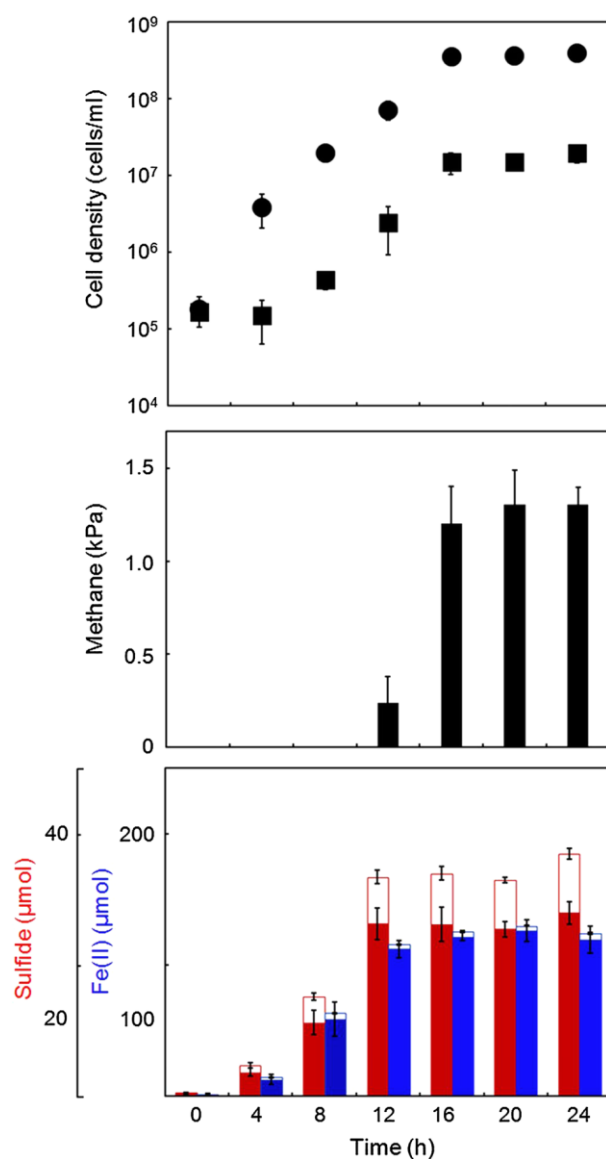 10⁹
10⁸
10⁷
10⁶
10⁵
10⁴
Cell density (cells/ml)
1.5
1.0
0.5
0
Methane (kPa)
40
20
Sulfide (µmol)
200
100
Fe(II) (µmol)
0 4 8 12 16 20 24
Time (h)